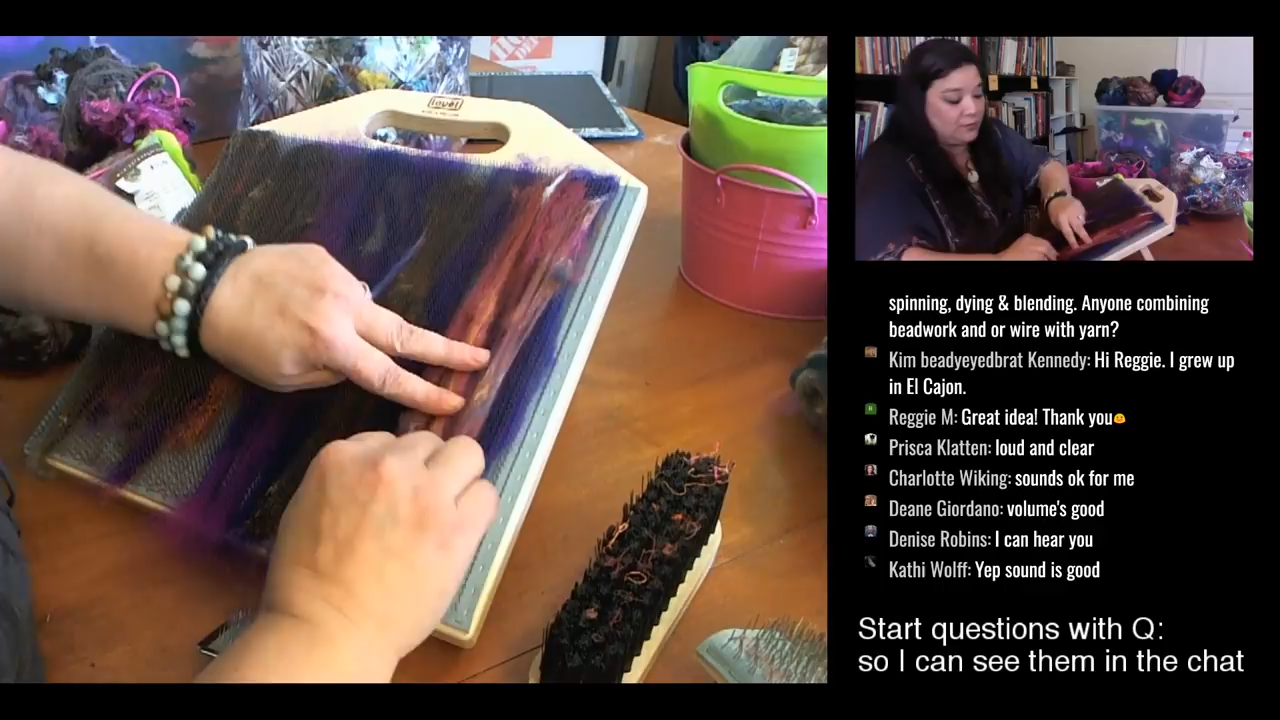 louët
spinning, dying & blending. Anyone combining
beadwork and or wire with yarn?
Kim beadyeyedbrat Kennedy: Hi Reggie. I grew up
in El Cajon.
Reggie M: Great idea! Thank you
Prisca Klatten: loud and clear
Charlotte Wiking: sounds ok for me
Deane Giordano: volume's good
Denise Robins: I can hear you
Kathi Wolff: Yep sound is good
Start questions with Q:
so I can see them in the chat